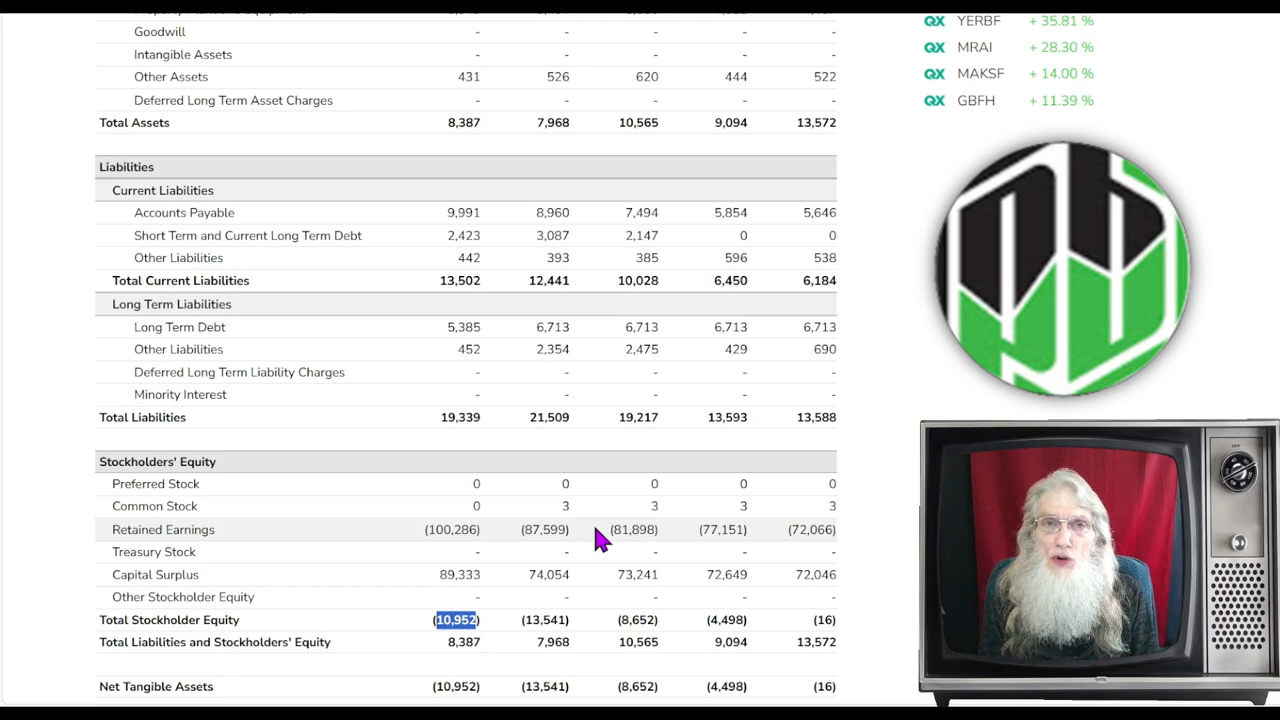 Goodwill - - - - -
Intangible Assets - - - - -
Other Assets 431 526 620 444 522
Deferred Long Term Asset Charges - - - - -
Total Assets 8,387 7,968 10,565 9,094 13,572
Liabilities
Current Liabilities
Accounts Payable 9,991 8,960 7,494 5,854 5,646
Short Term and Current Long Term Debt 2,423 3,087 2,147 0 0
Other Liabilities 442 393 385 596 538
Total Current Liabilities 13,502 12,441 10,028 6,450 6,184
Long Term Liabilities
Long Term Debt 5,385 6,713 6,713 6,713 6,713
Other Liabilities 452 2,354 2,475 429 690
Deferred Long Term Liability Charges - - - - -
Minority Interest - - - - -
Total Liabilities 19,339 21,509 19,217 13,593 13,588
Stockholders' Equity
Preferred Stock 0 0 0 0 0
Common Stock 0 3 3 3 3
Retained Earnings (100,286) (87,599) (81,898) (77,151) (72,066)
Treasury Stock - - - - -
Capital Surplus 89,333 74,054 73,241 72,649 72,046
Other Stockholder Equity - - - - -
Total Stockholder Equity (10,952) (13,541) (8,652) (4,498) (16)
Total Liabilities and Stockholders' Equity 8,387 7,968 10,565 9,094 13,572
Net Tangible Assets (10,952) (13,541) (8,652) (4,498) (16)
QX YERBF + 35.81 %
QX MRAI + 28.30 %
QX MAKSF + 14.00 %
QX GBFH + 11.39 %